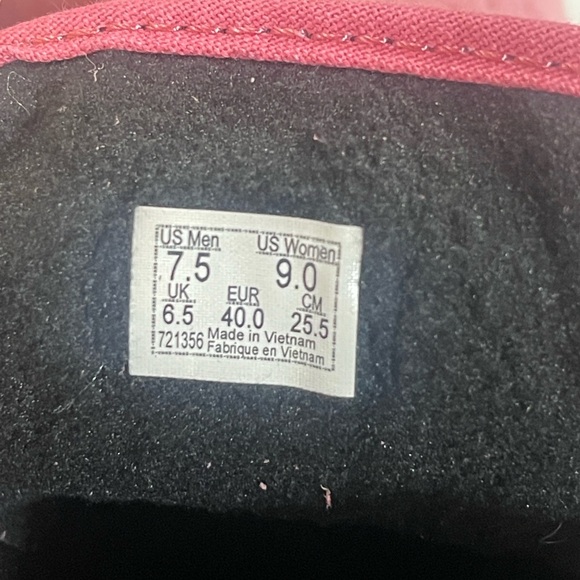 US Men US Women
7.5 9.0
UK EUR CM
6.5 40.0 25.5
721356 Made in Vietnam
Fabrique en Vietnam